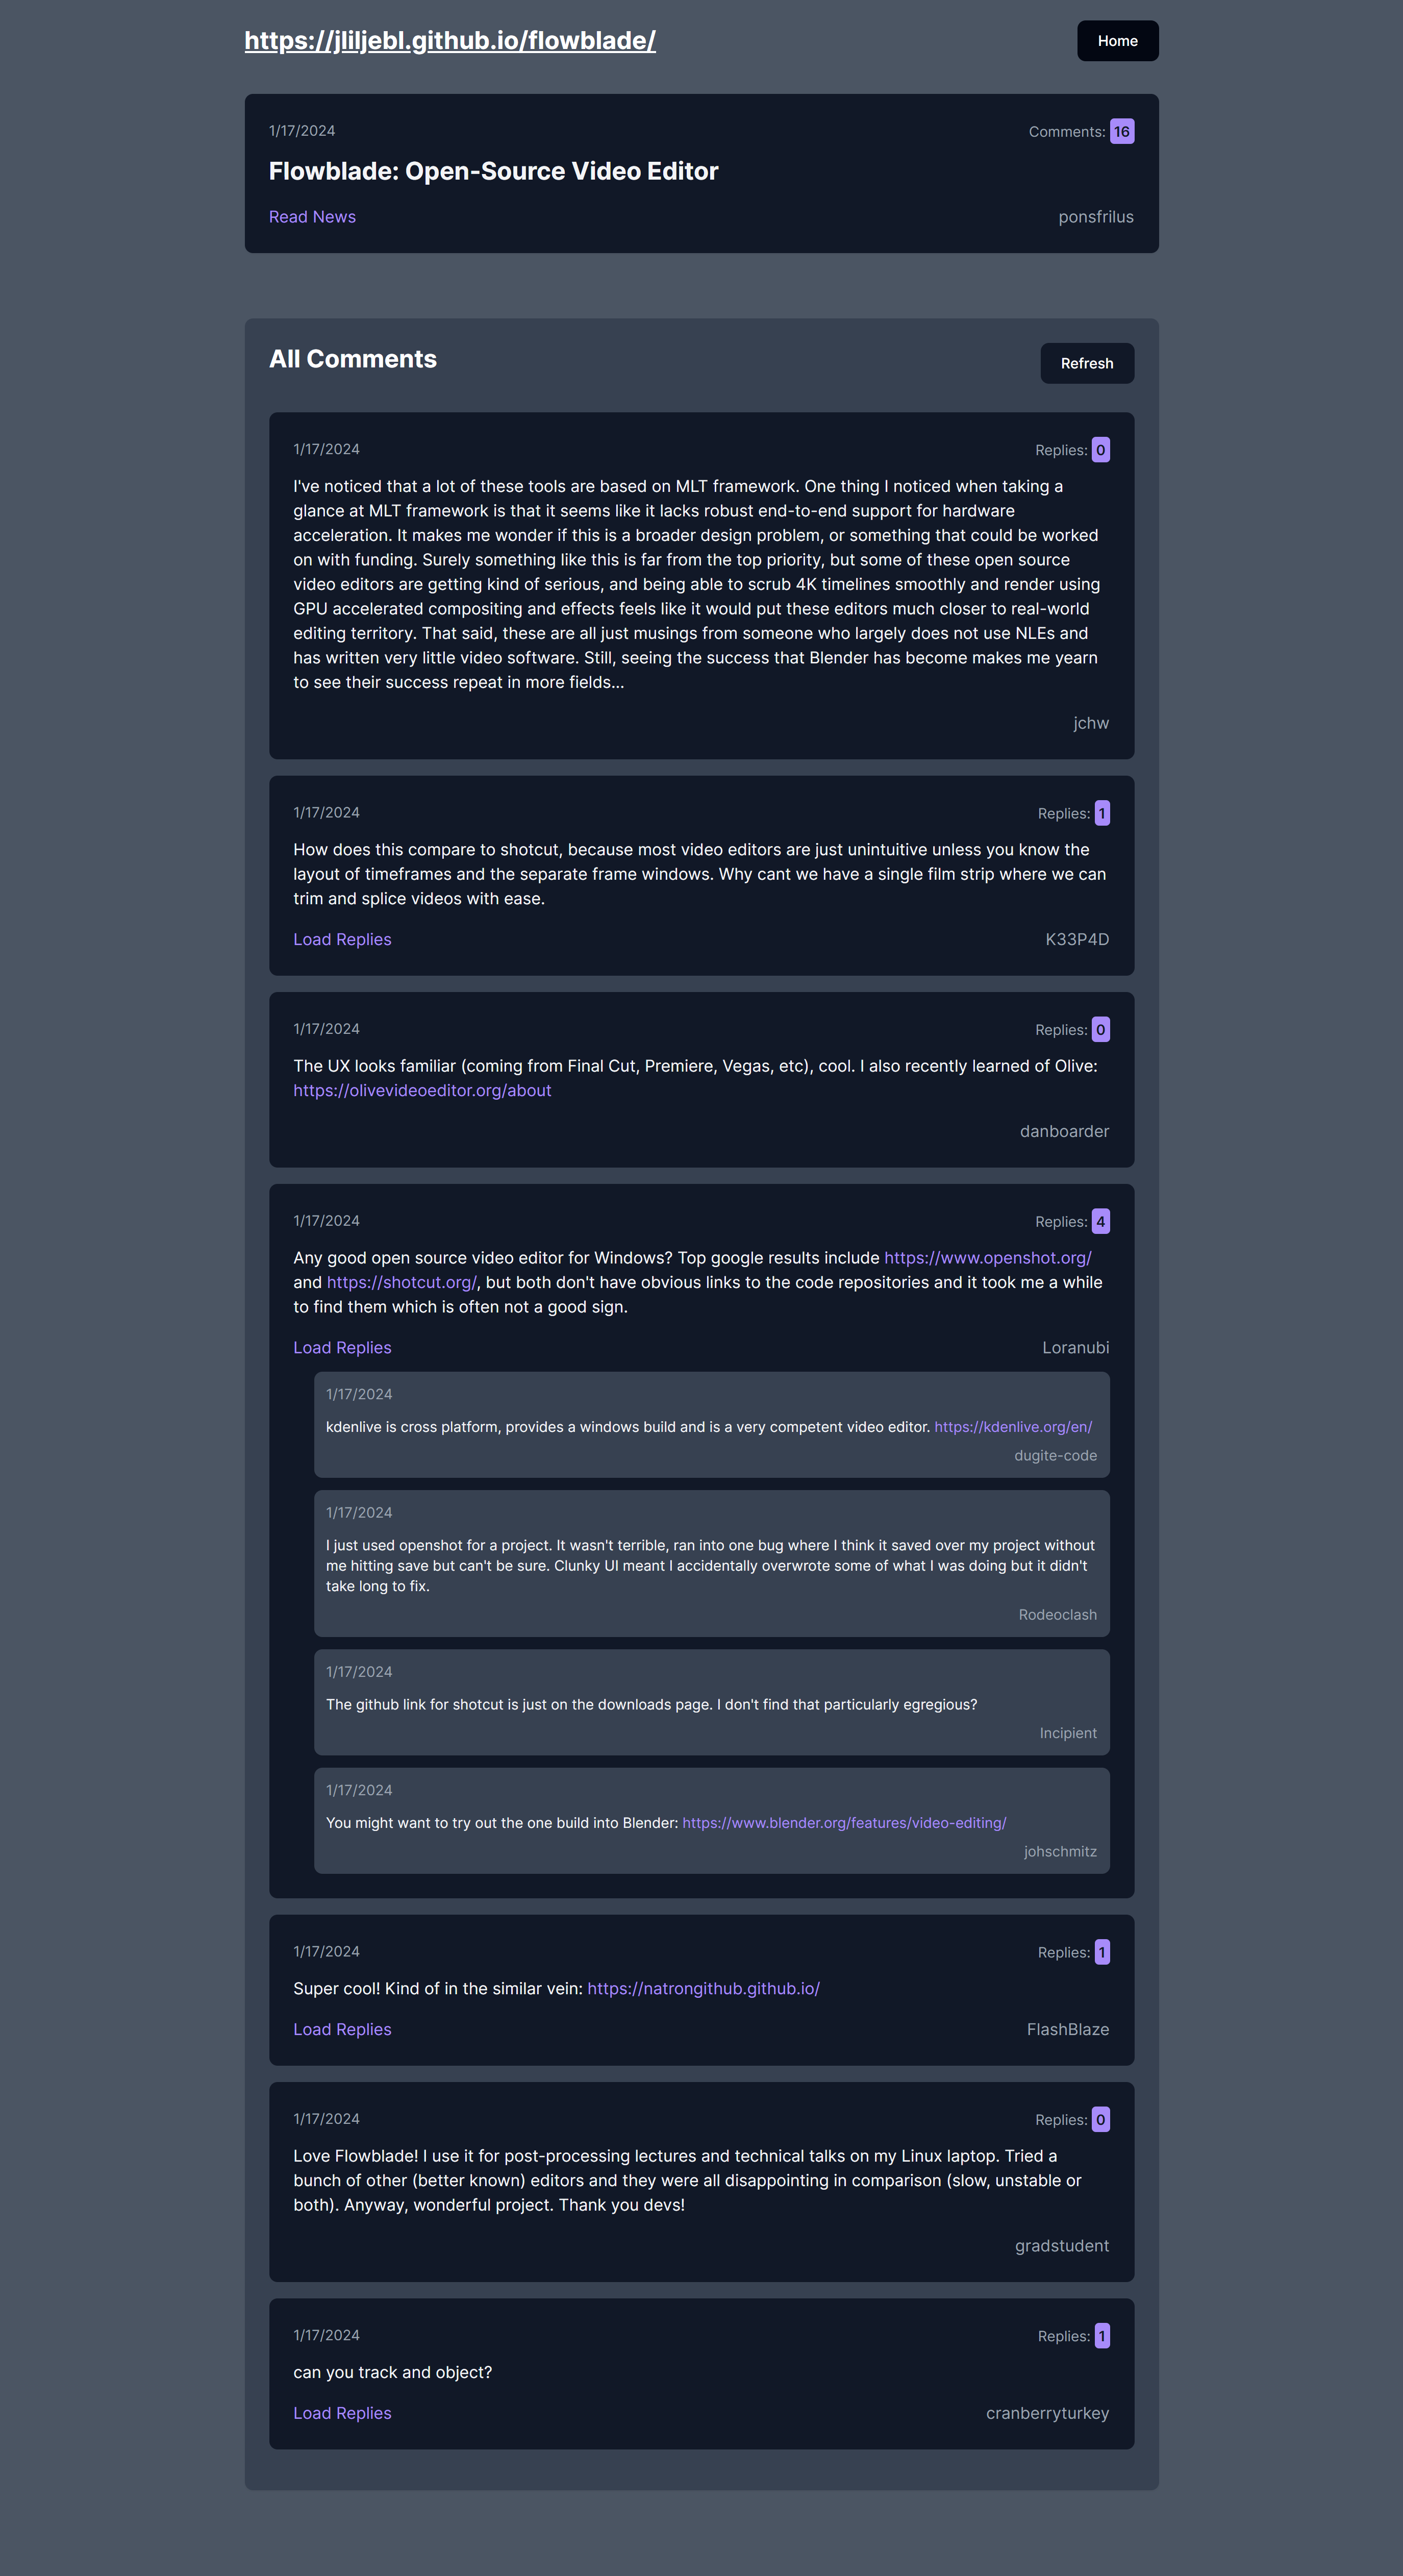 https://jliljebl.github.io/flowblade/
Home
1/17/2024
Comments: 16
Flowblade: Open-Source Video Editor
Read News
ponsfrilus
All Comments
Refresh
1/17/2024
Replies: 0
I've noticed that a lot of these tools are based on MLT framework. One thing I noticed when taking a
glance at MLT framework is that it seems like it lacks robust end-to-end support for hardware
acceleration. It makes me wonder if this is a broader design problem, or something that could be worked
on with funding. Surely something like this is far from the top priority, but some of these open source
video editors are getting kind of serious, and being able to scrub 4K timelines smoothly and render using
GPU accelerated compositing and effects feels like it would put these editors much closer to real-world
editing territory. That said, these are all just musings from someone who largely does not use NLEs and
has written very little video software. Still, seeing the success that Blender has become makes me yearn
to see their success repeat in more fields...
jchw
1/17/2024
Replies: 1
How does this compare to shotcut, because most video editors are just unintuitive unless you know the
layout of timeframes and the separate frame windows. Why cant we have a single film strip where we can
trim and splice videos with ease.
Load Replies
K33P4D
1/17/2024
Replies: 0
The UX looks familiar (coming from Final Cut, Premiere, Vegas, etc), cool. I also recently learned of Olive:
https://olivevideoeditor.org/about
danboarder
1/17/2024
Replies: 4
Any good open source video editor for Windows? Top google results include https://www.openshot.org/
and https://shotcut.org/, but both don't have obvious links to the code repositories and it took me a while
to find them which is often not a good sign.
Load Replies
Loranubi
1/17/2024
kdenlive is cross platform, provides a windows build and is a very competent video editor. https://kdenlive.org/en/
dugite-code
1/17/2024
I just used openshot for a project. It wasn't terrible, ran into one bug where I think it saved over my project without
me hitting save but can't be sure. Clunky UI meant I accidentally overwrote some of what I was doing but it didn't
take long to fix.
Rodeoclash
1/17/2024
The github link for shotcut is just on the downloads page. I don't find that particularly egregious?
Incipient
1/17/2024
You might want to try out the one build into Blender: https://www.blender.org/features/video-editing/
johschmitz
1/17/2024
Replies: 1
Super cool! Kind of in the similar vein: https://natrongithub.github.io/
Load Replies
FlashBlaze
1/17/2024
Replies: 0
Love Flowblade! I use it for post-processing lectures and technical talks on my Linux laptop. Tried a
bunch of other (better known) editors and they were all disappointing in comparison (slow, unstable or
both). Anyway, wonderful project. Thank you devs!
gradstudent
1/17/2024
Replies: 1
can you track and object?
Load Replies
cranberryturkey